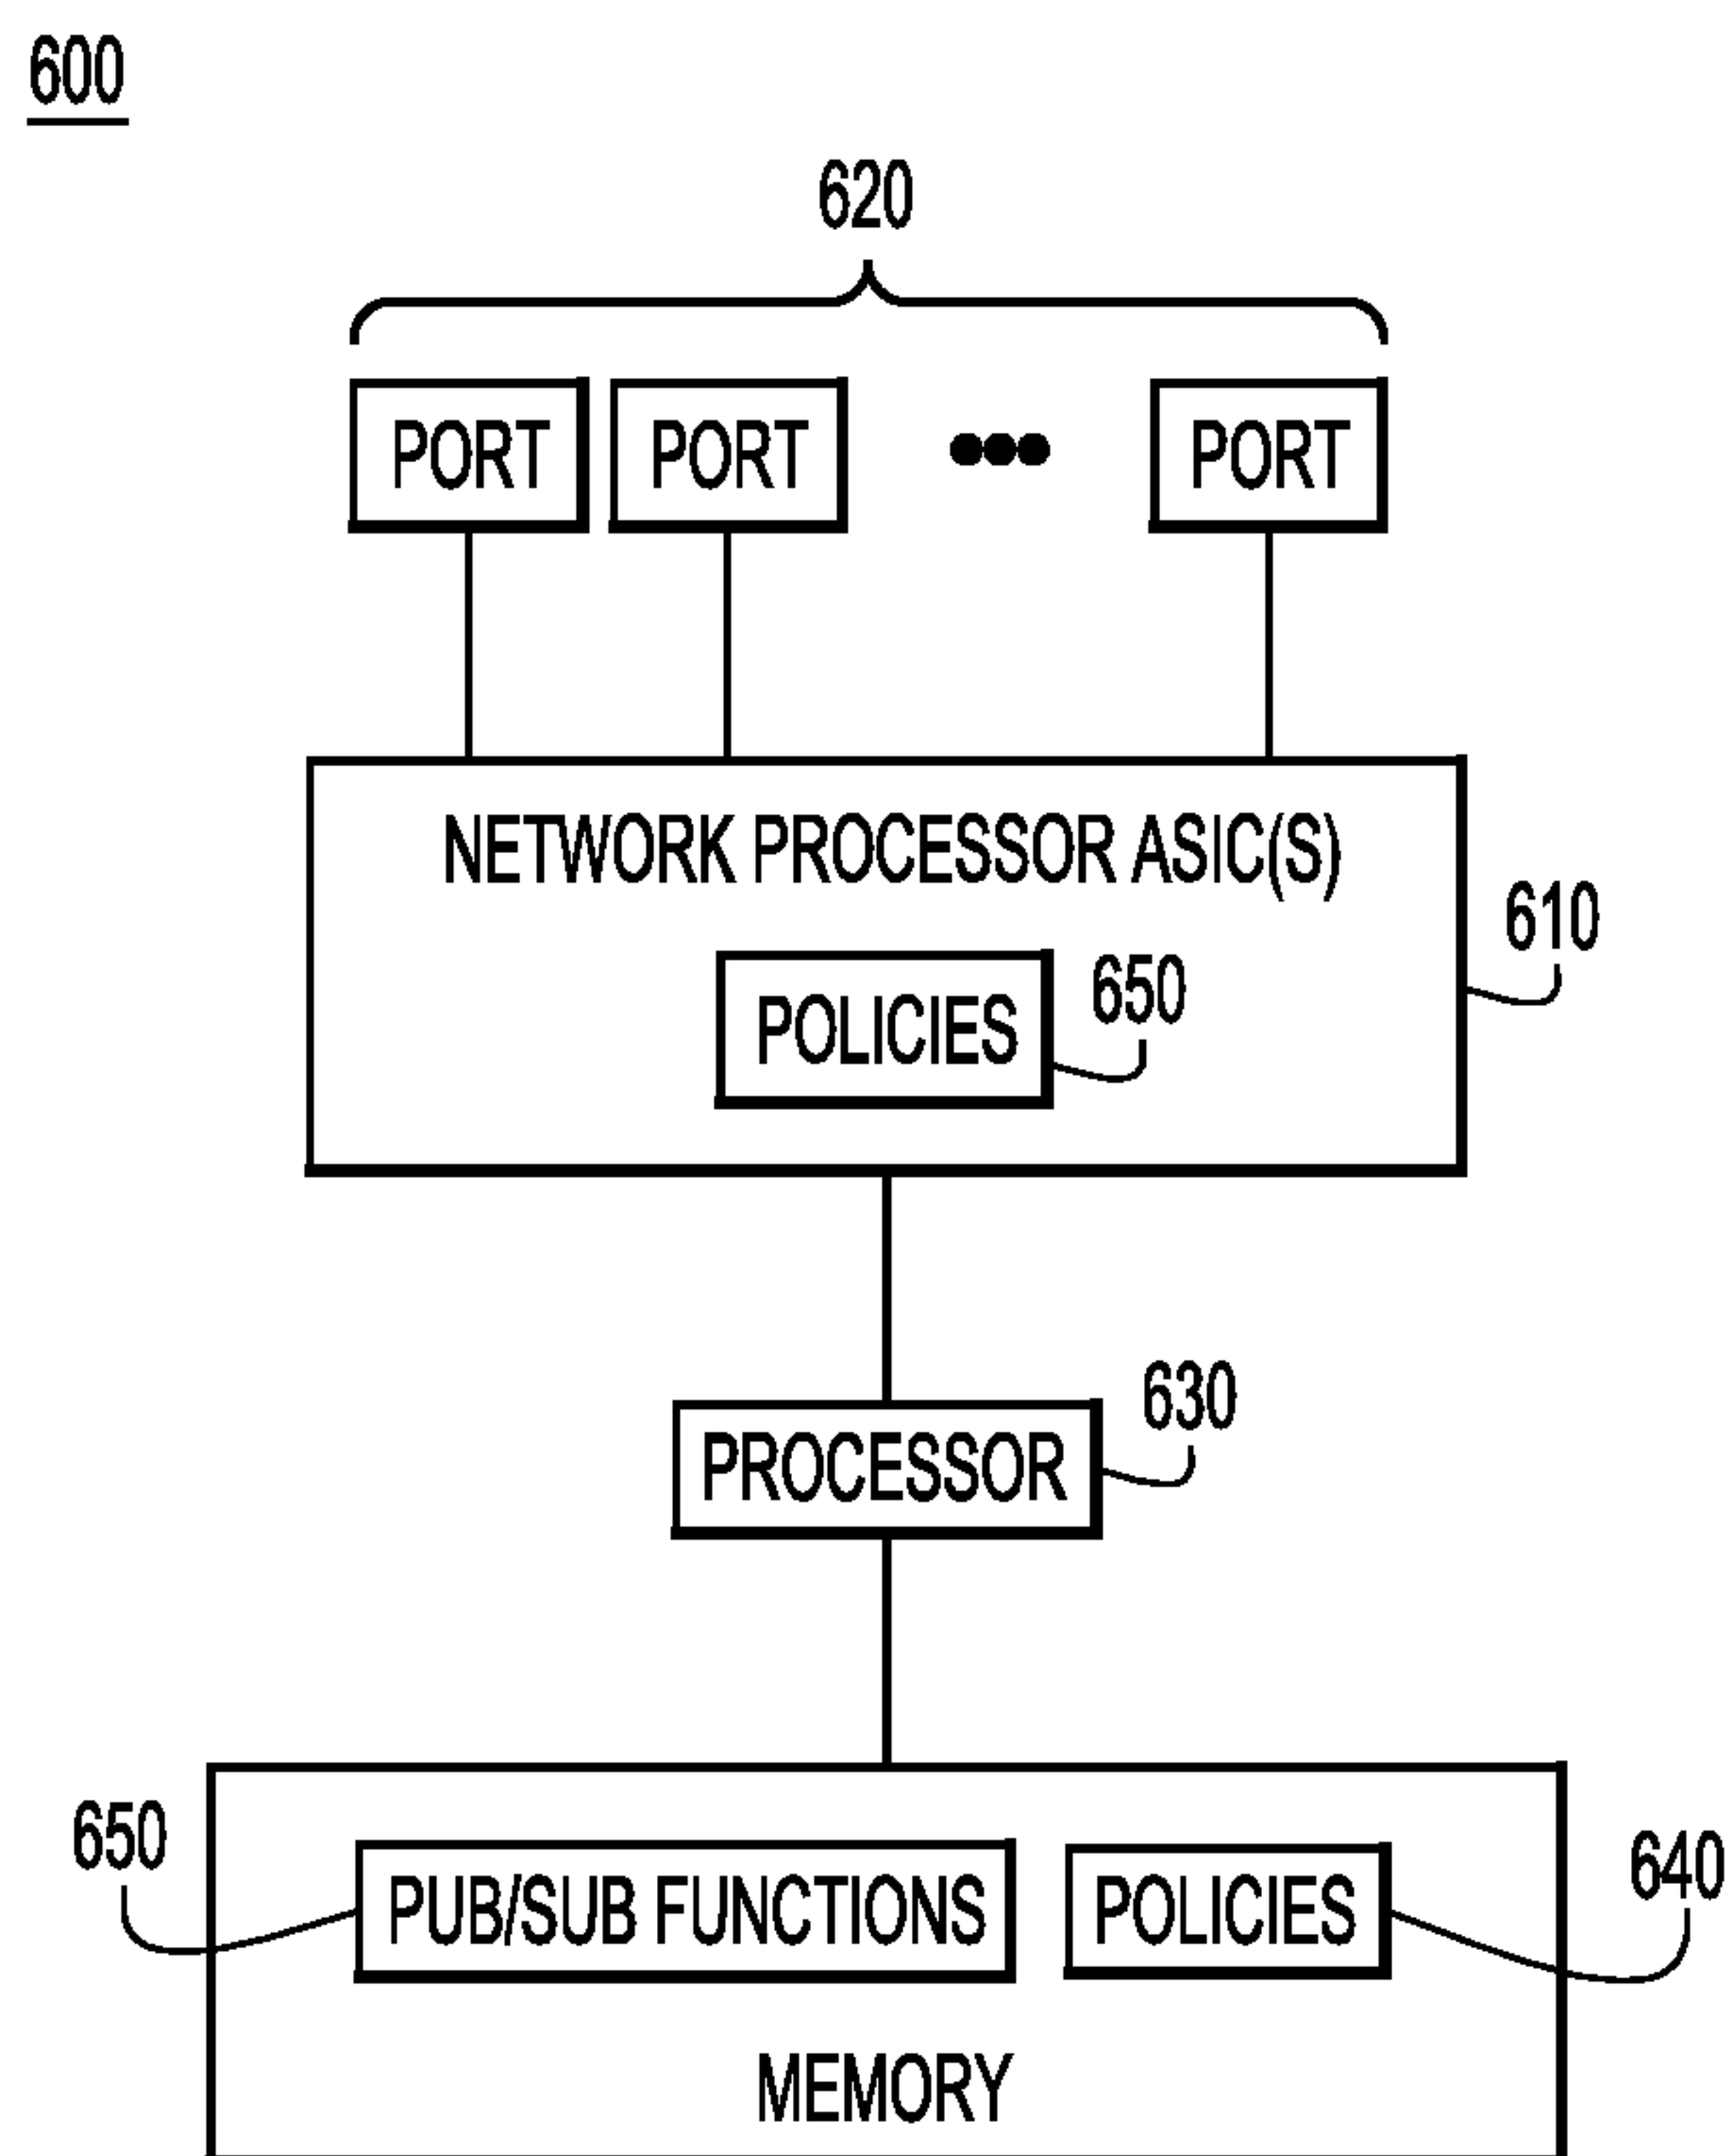 600
620
PORT PORT PORT
NETWORK PROCESSOR ASIC(S)
610
650
POLICIES
630
PROCESSOR
650
640
PUB/SUB FUNCTIONS POLICIES
MEMORY